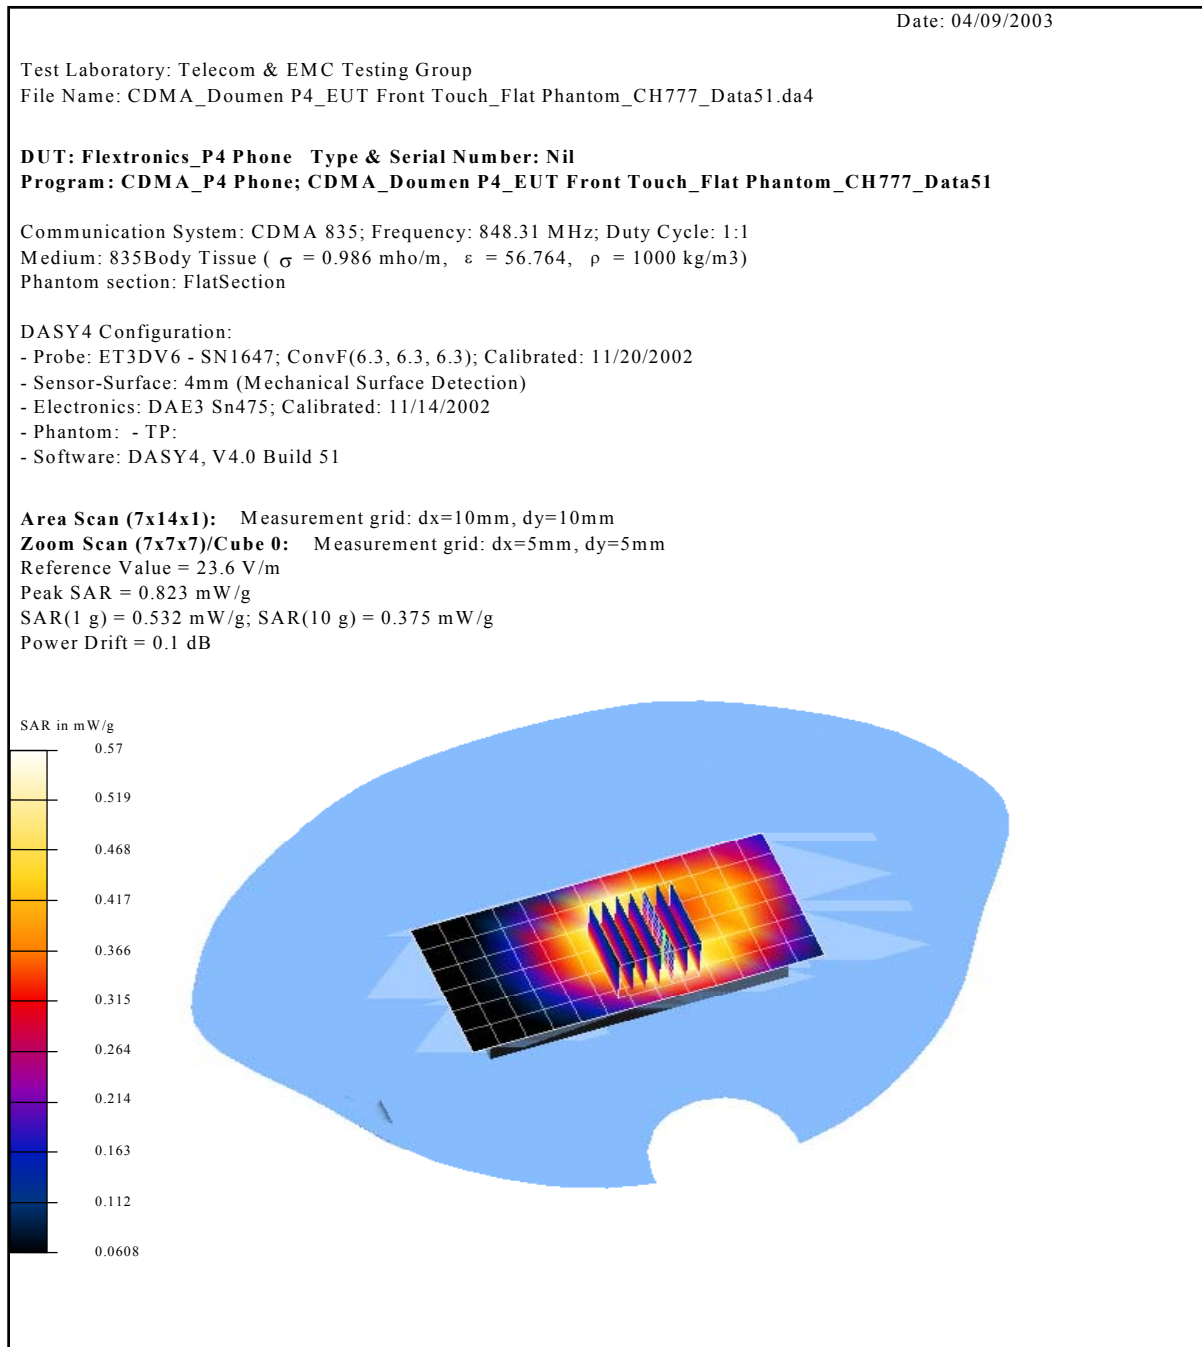 Date: 04/09/2003
Test Laboratory: Telecom & EMC Testing Group
File Name: CDMA_Doumen P4_EUT Front Touch_Flat Phantom_CH777_Data51.da4
DUT: Flextronics_P4 Phone Type & Serial Number: Nil
Program: CDMA_P4 Phone; CDMA_Doumen P4_EUT Front Touch_Flat Phantom_CH777_Data51
Communication System: CDMA 835; Frequency: 848.31 MHz; Duty Cycle: 1:1
Medium: 835Body Tissue ( σ = 0.986 mho/m, ε = 56.764, ρ = 1000 kg/m3)
Phantom section: FlatSection
DASY4 Configuration:
- Probe: ET3DV6 - SN1647; ConvF(6.3, 6.3, 6.3); Calibrated: 11/20/2002
- Sensor-Surface: 4mm (Mechanical Surface Detection)
- Electronics: DAE3 Sn475; Calibrated: 11/14/2002
- Phantom: - TP:
- Software: DASY4, V4.0 Build 51
Area Scan (7x14x1): Measurement grid: dx=10mm, dy=10mm
Zoom Scan (7x7x7)/Cube 0: Measurement grid: dx=5mm, dy=5mm
Reference Value = 23.6 V/m
Peak SAR = 0.823 mW/g
SAR(1 g) = 0.532 mW/g; SAR(10 g) = 0.375 mW/g
Power Drift = 0.1 dB
SAR in mW/g
0.57
0.519
0.468
0.417
0.366
0.315
0.264
0.214
0.163
0.112
0.0608